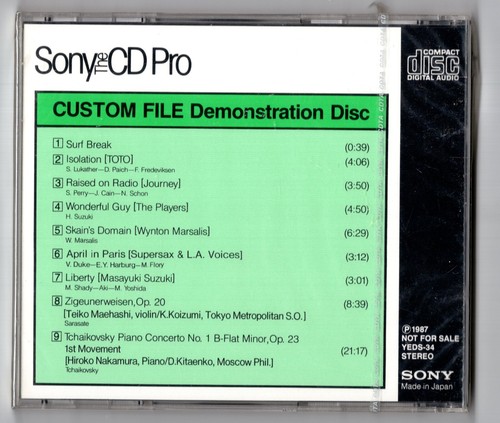 Sony The CD Pro
COMPACT
disc
DIGITAL AUDIO
CUSTOM FILE Demonstration Disc
1 Surf Break (0:39)
2 Isolation [TOTO] (4:06)
S. Lukather—D. Paich—F. Fredeviksen
3 Raised on Radio [Journey] (3:50)
S. Perry—J. Cain—N. Schon
4 Wonderful Guy [The Players] (4:50)
H. Suzuki
5 Skain's Domain [Wynton Marsalis] (6:29)
W. Marsalis
6 April in Paris [Supersax & L.A. Voices] (3:12)
V. Duke—E.Y. Harburg—M. Flory
7 Liberty [Masayuki Suzuki] (3:01)
M. Shady—Aki—M. Yoshida
8 Zigeunerweisen, Op. 20 (8:39)
[Teiko Maehashi, violin/K.Koizumi, Tokyo Metropolitan S.O.]
Sarasate
9 Tchaikovsky Piano Concerto No. 1 B-Flat Minor, Op. 23
1st Movement (21:17)
[Hiroko Nakamura, Piano/D.Kitaenko, Moscow Phil.]
Tchaikovsky
Ⓟ 1987
NOT FOR SALE
YEDS-34
STEREO
SONY
Made in Japan